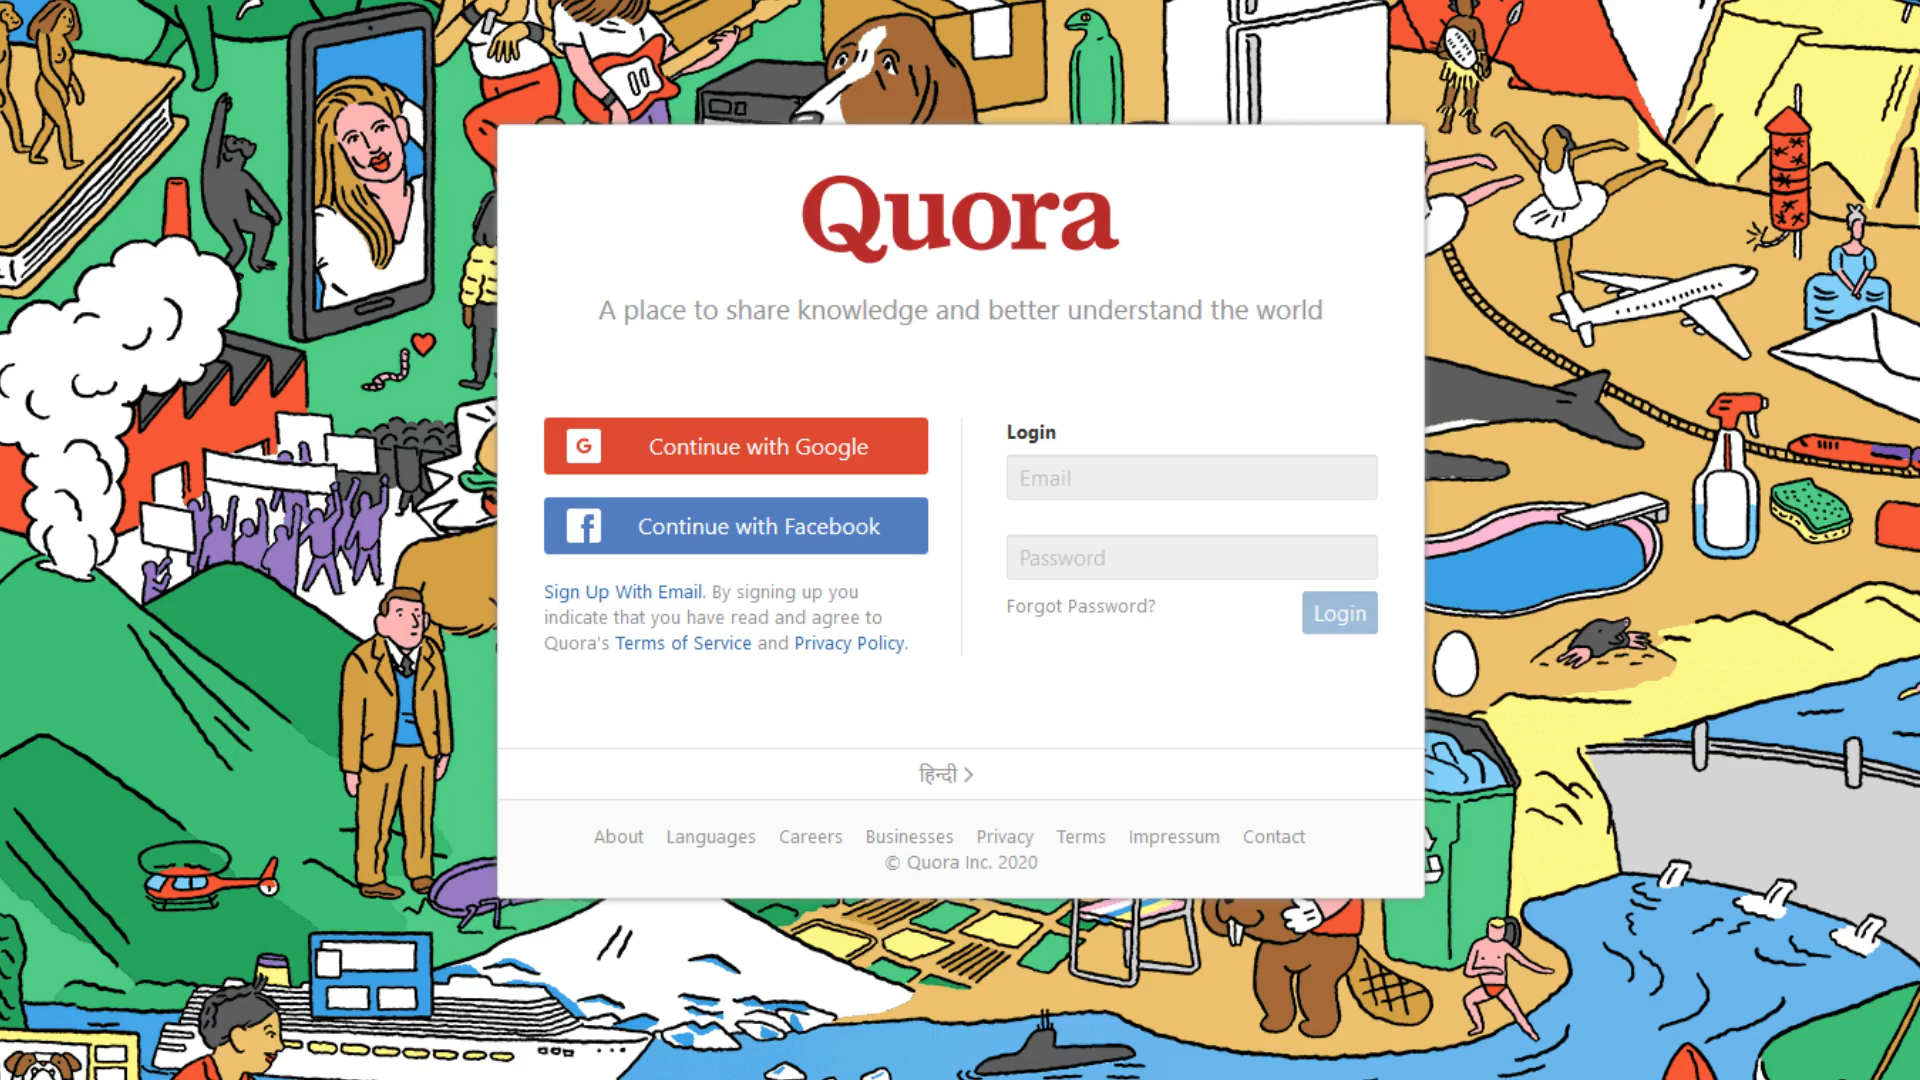 Quora
A place to share knowledge and better understand the world
G Continue with Google
f Continue with Facebook
Sign Up With Email. By signing up you
indicate that you have read and agree to
Quora's Terms of Service and Privacy Policy.
Login
Email
Password
Forgot Password?
Login
हिन्दी >
About Languages Careers Businesses Privacy Terms Impressum Contact
© Quora Inc. 2020